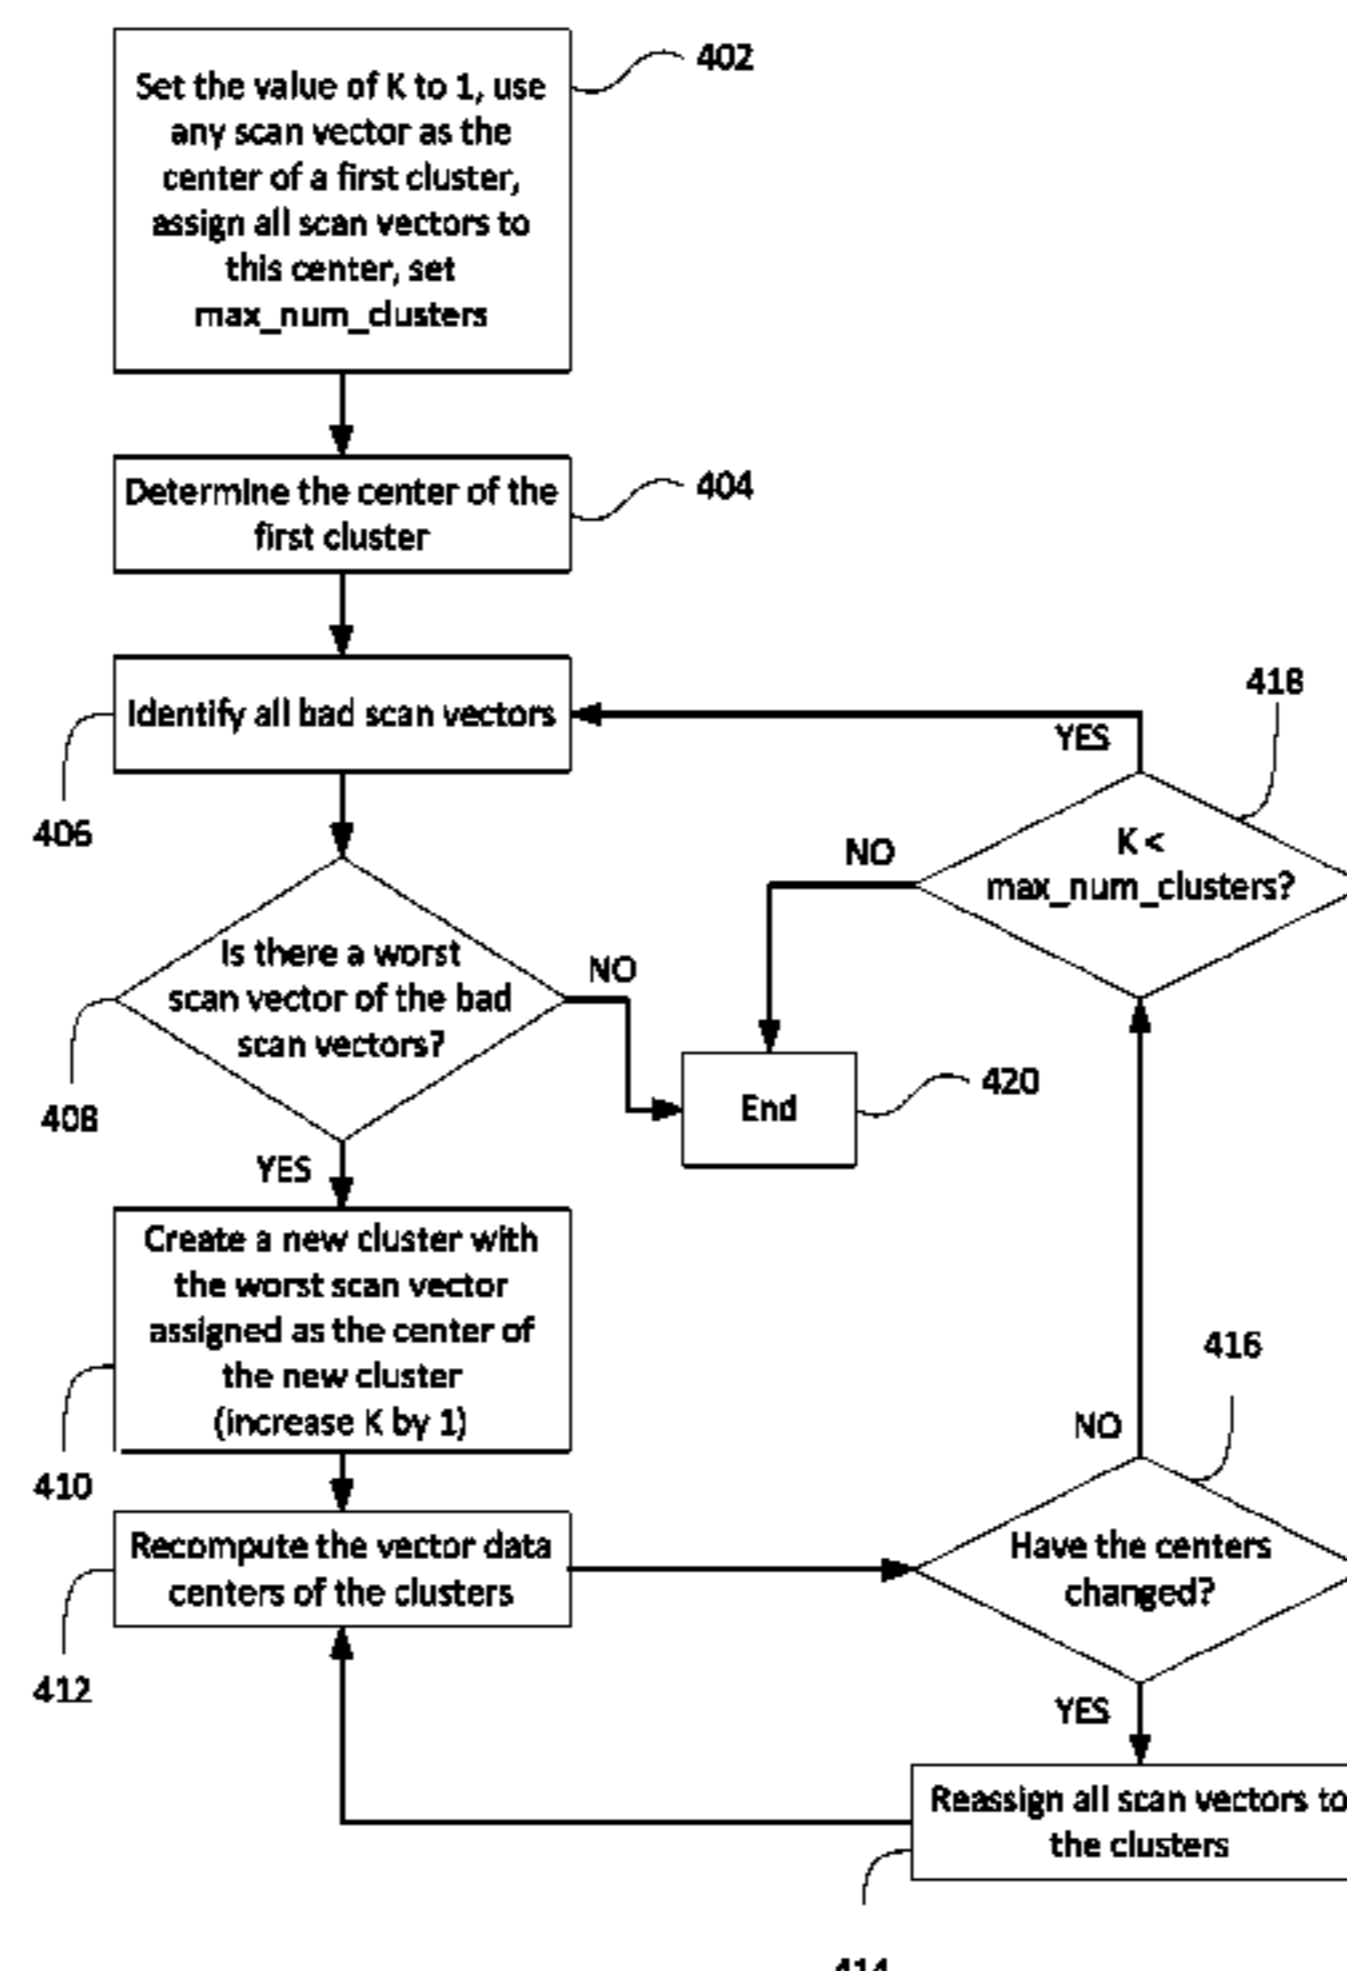 Set the value of K to 1, use
any scan vector as the
center of a first cluster,
assign all scan vectors to
this center, set
max_num_clusters
402
Determine the center of the
first cluster
404
Identify all bad scan vectors
406
418
YES
K <
max_num_clusters?
NO
Is there a worst
scan vector of the bad
scan vectors?
NO
408
End
420
YES
Create a new cluster with
the worst scan vector
assigned as the center of
the new cluster
(increase K by 1)
410
416
NO
Recompute the vector data
centers of the clusters
412
Have the centers
changed?
YES
Reassign all scan vectors to
the clusters
414